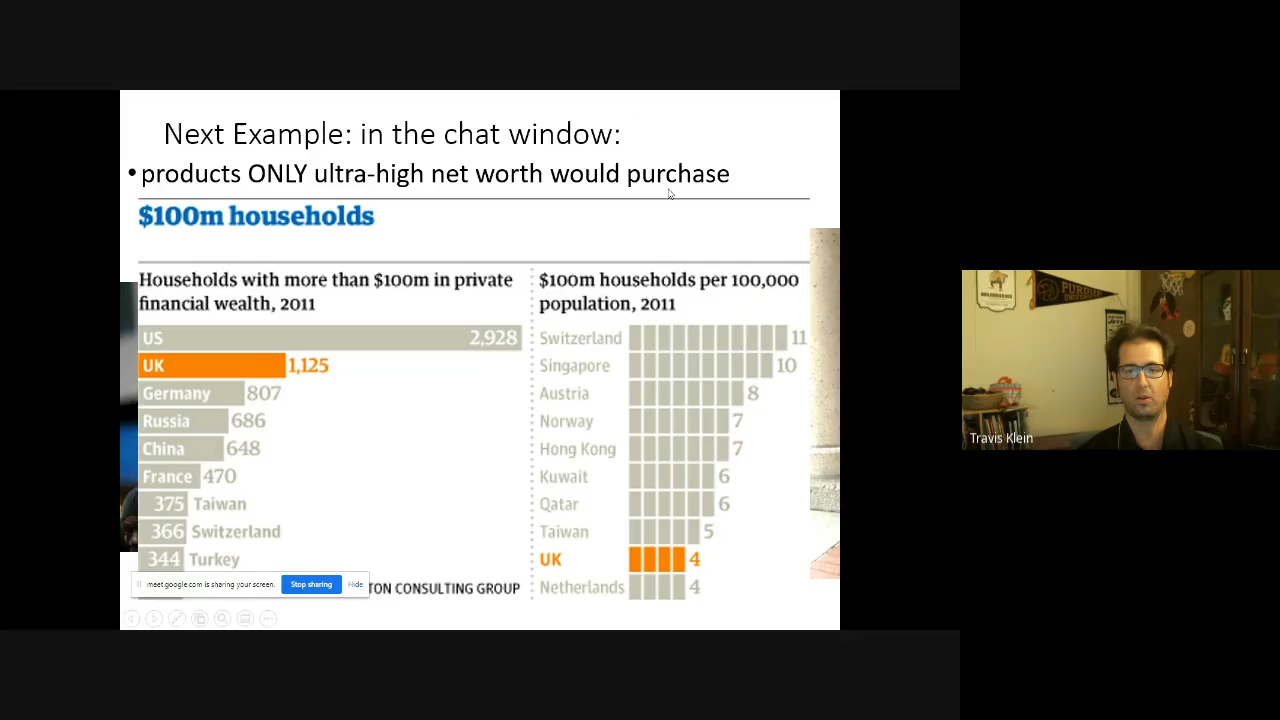 Next Example: in the chat window:
• products ONLY ultra-high net worth would purchase
$100m households
Households with more than $100m in private
financial wealth, 2011
US 2,928
UK 1,125
Germany 807
Russia 686
China 648
France 470
375 Taiwan
366 Switzerland
344 Turkey
TON CONSULTING GROUP
$100m households per 100,000
population, 2011
Switzerland 11
Singapore 10
Austria 8
Norway 7
Hong Kong 7
Kuwait 6
Qatar 6
Taiwan 5
UK 4
Netherlands 4
meet.google.com is sharing your screen.
Stop sharing
Hide
PURDUE
Travis Klein